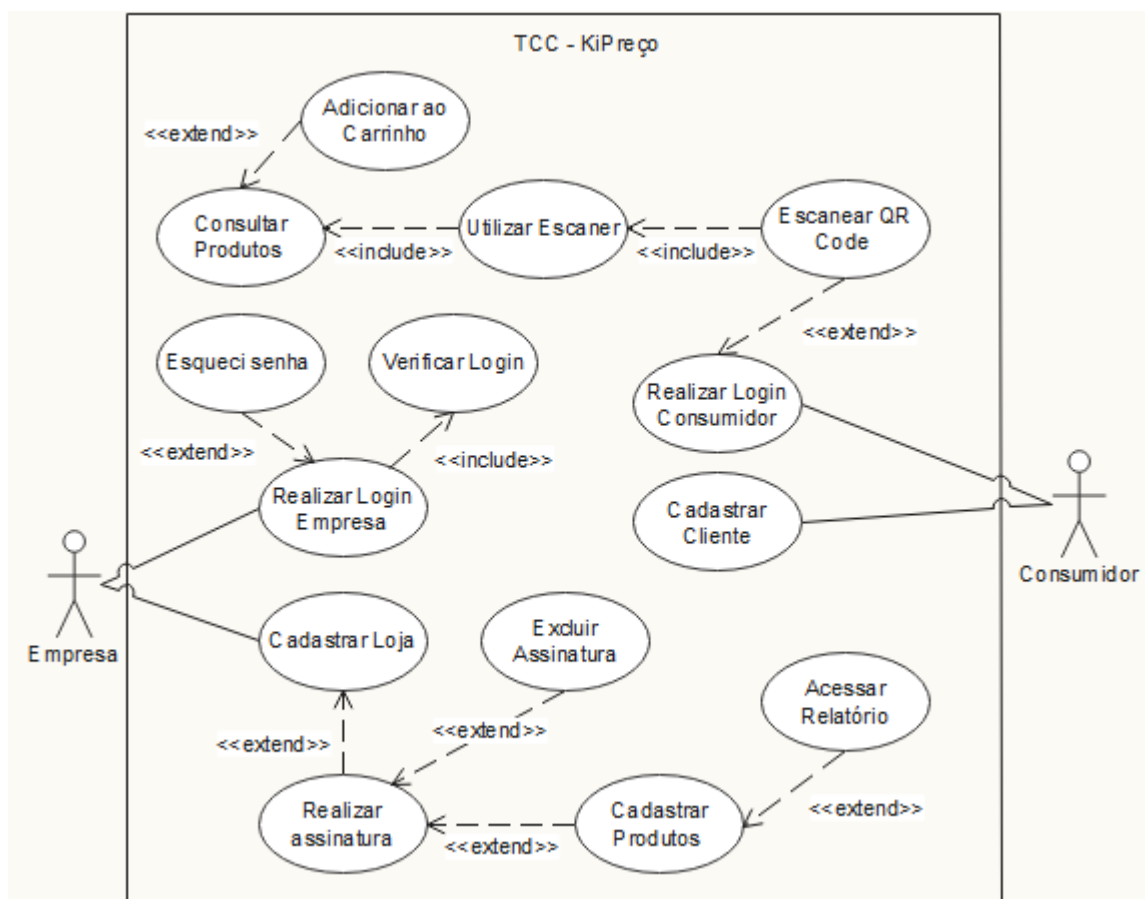 TCC - KiPreço
Adicionar ao
Carrinho
<<extend>>
Consultar
Produtos
<<include>>
Utilizar Escaner
<<include>>
Escanear QR
Code
<<extend>>
Esqueci senha
Verificar Login
Realizar Login
Consumidor
<<extend>>
<<include>>
Realizar Login
Empresa
Cadastrar
Cliente
Consumidor
Empresa
Cadastrar Loja
Excluir
Assinatura
Acessar
Relatório
<<extend>>
<<extend>>
<<extend>>
Realizar
assinatura
<<extend>>
Cadastrar
Produtos